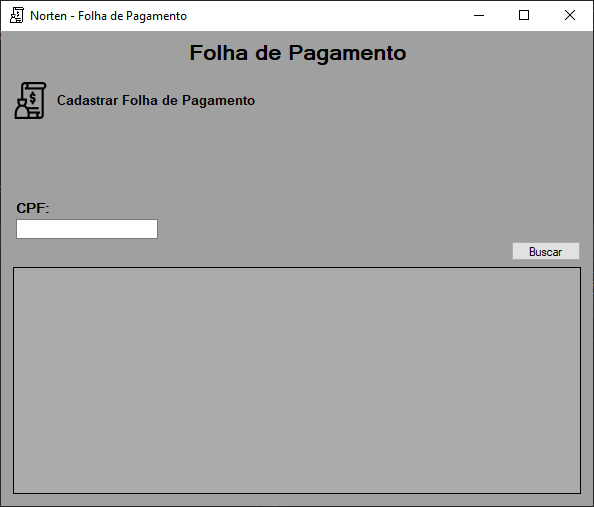 Norten - Folha de Pagamento
Folha de Pagamento
Cadastrar Folha de Pagamento
CPF:
Buscar